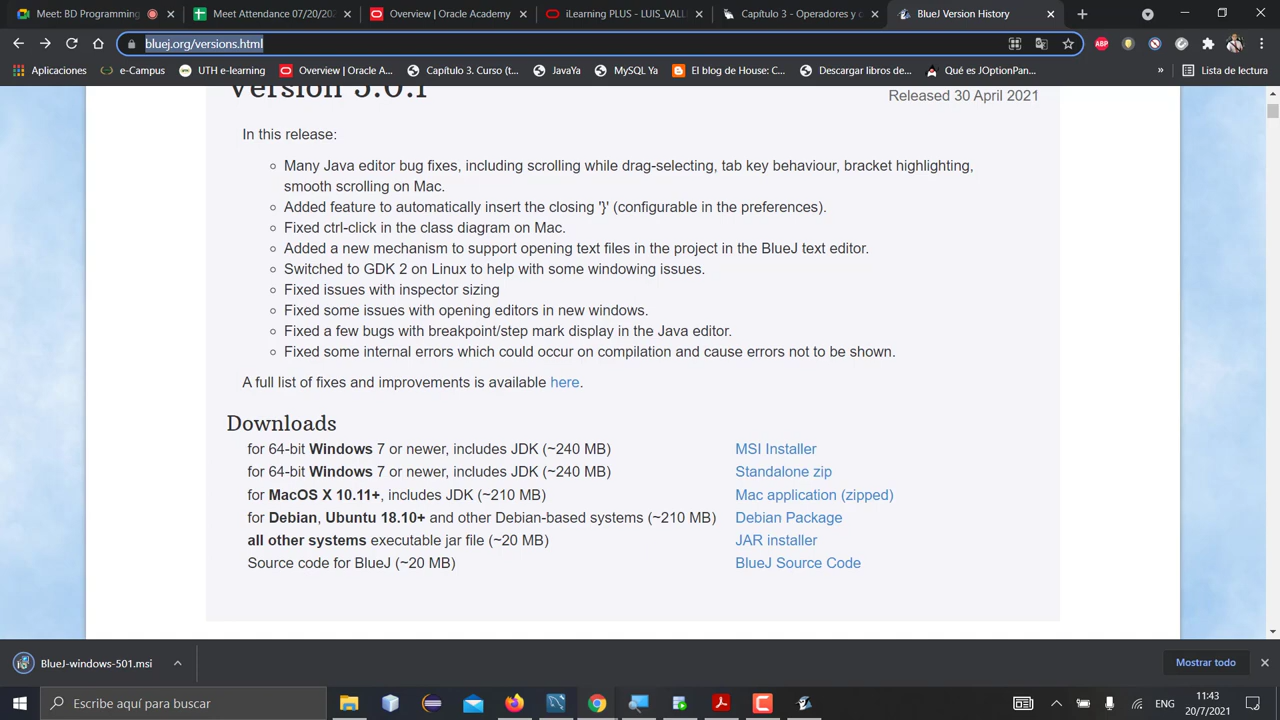 Meet: BD Programming
Meet Attendance 07/20/202
Overview | Oracle Academy
iLearning PLUS - LUIS_VALL
Capítulo 3 - Operadores y c
BlueJ Version History
bluej.org/versions.html
ABP
Aplicaciones
e-Campus
UTH e-learning
Overview | Oracle A...
Capítulo 3. Curso (t...
JavaYa
MySQL Ya
El blog de House: C...
Descargar libros de...
Qué es JOptionPan...
»
Lista de lectura
Version 5.0.1
Released 30 April 2021
In this release:
Many Java editor bug fixes, including scrolling while drag-selecting, tab key behaviour, bracket highlighting,
smooth scrolling on Mac.
Added feature to automatically insert the closing '}' (configurable in the preferences).
Fixed ctrl-click in the class diagram on Mac.
Added a new mechanism to support opening text files in the project in the BlueJ text editor.
Switched to GDK 2 on Linux to help with some windowing issues.
Fixed issues with inspector sizing
Fixed some issues with opening editors in new windows.
Fixed a few bugs with breakpoint/step mark display in the Java editor.
Fixed some internal errors which could occur on compilation and cause errors not to be shown.
A full list of fixes and improvements is available here.
Downloads
for 64-bit Windows 7 or newer, includes JDK (~240 MB) MSI Installer
for 64-bit Windows 7 or newer, includes JDK (~240 MB) Standalone zip
for MacOS X 10.11+, includes JDK (~210 MB) Mac application (zipped)
for Debian, Ubuntu 18.10+ and other Debian-based systems (~210 MB) Debian Package
all other systems executable jar file (~20 MB) JAR installer
Source code for BlueJ (~20 MB) BlueJ Source Code
BlueJ-windows-501.msi
Mostrar todo
Escribe aquí para buscar
ENG
11:43
20/7/2021